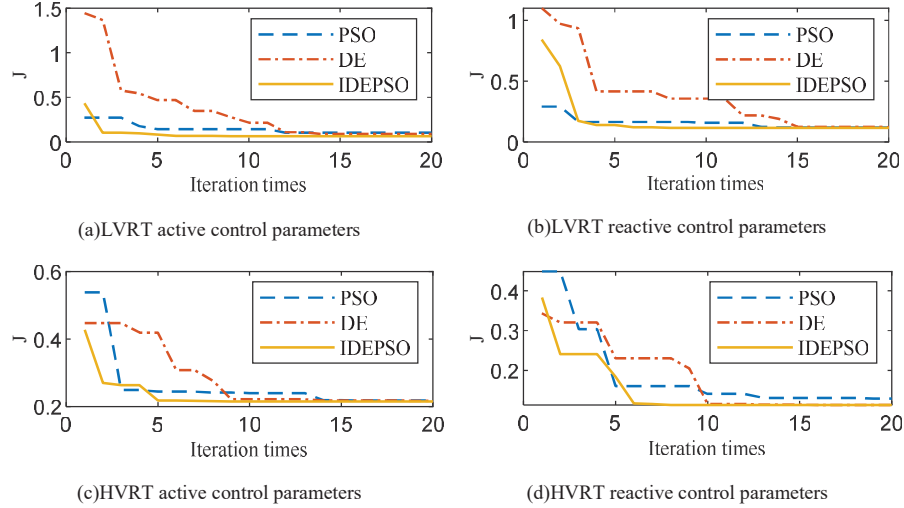 1.5
1
0.5
0
J
PSO
DE
IDEPSO
0 5 10 15 20
Iteration times
(a)LVRT active control parameters
1
0.5
0
J
PSO
DE
IDEPSO
0 5 10 15 20
Iteration times
(b)LVRT reactive control parameters
0.6
0.4
0.2
J
PSO
DE
IDEPSO
0 5 10 15 20
Iteration times
(c)HVRT active control parameters
0.4
0.3
0.2
J
PSO
DE
IDEPSO
0 5 10 15 20
Iteration times
(d)HVRT reactive control parameters